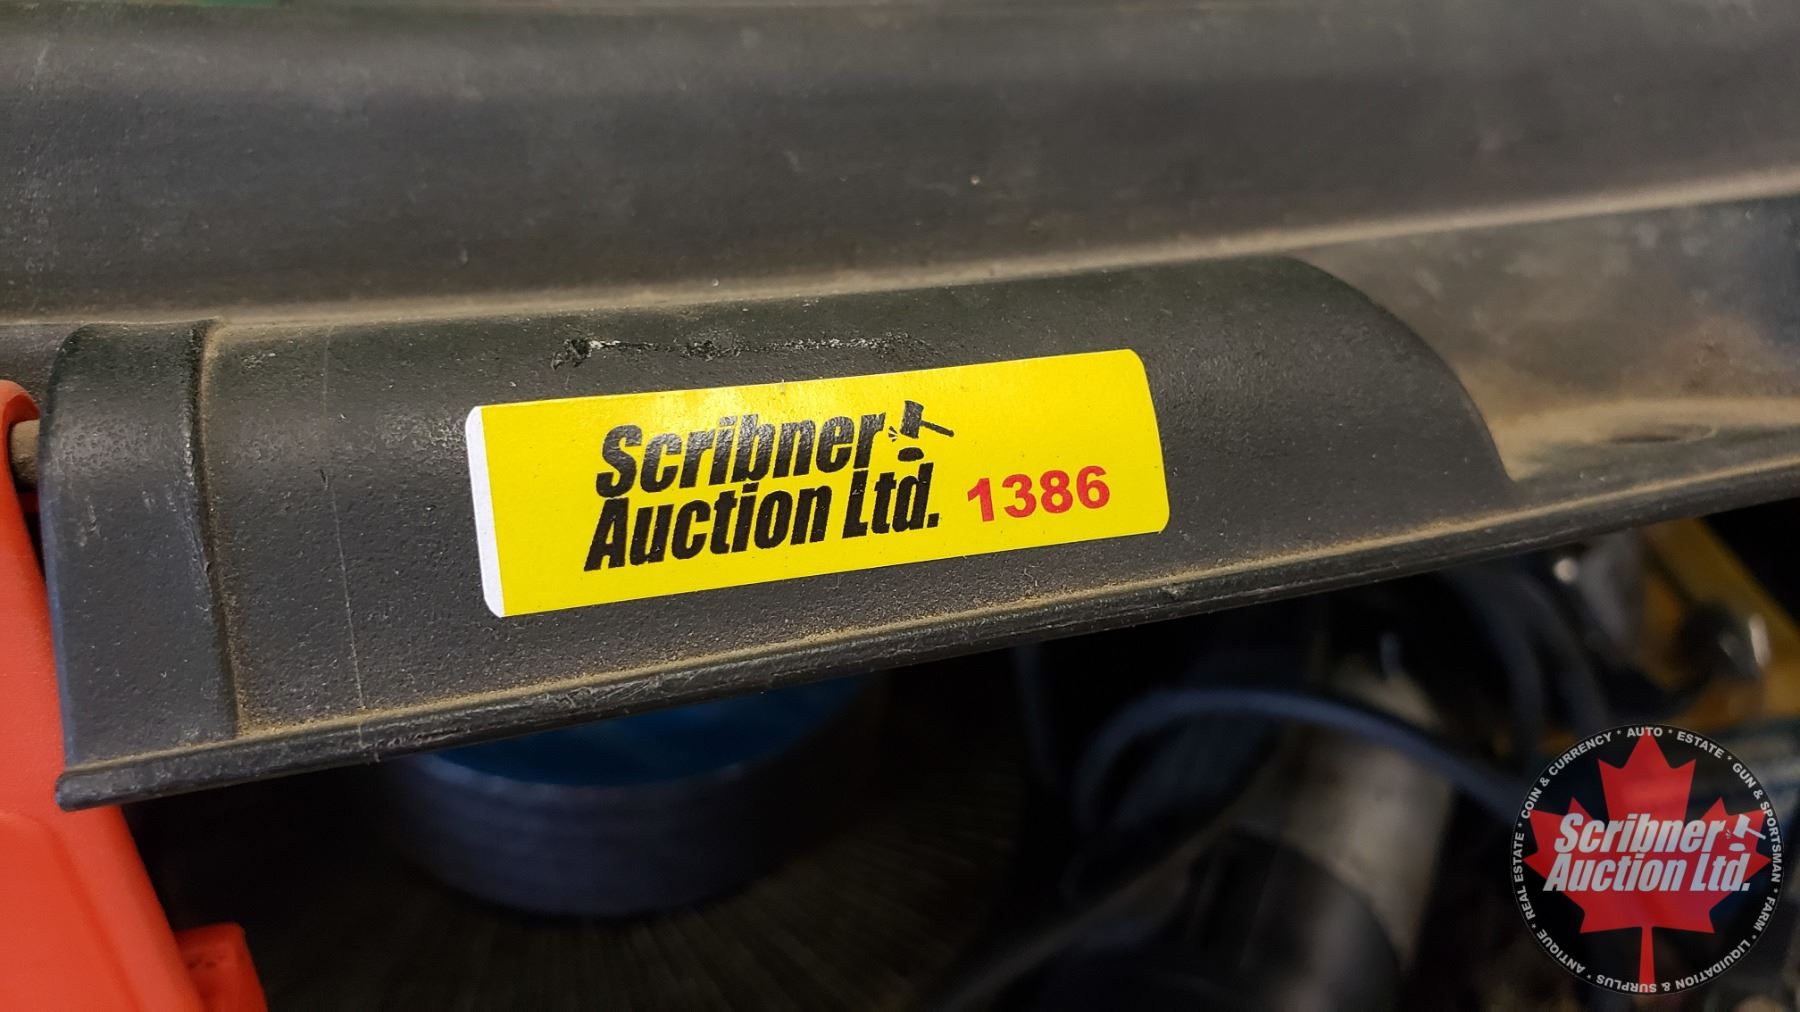 Scribner
Auction Ltd. 1386
COIN & CURRENCY * AUTO * ESTATE * GUN & SPORTSMAN * FARM * LIQUIDATION & SURPLUS * ANTIQUE * REAL ESTATE *
Scribner
Auction Ltd.